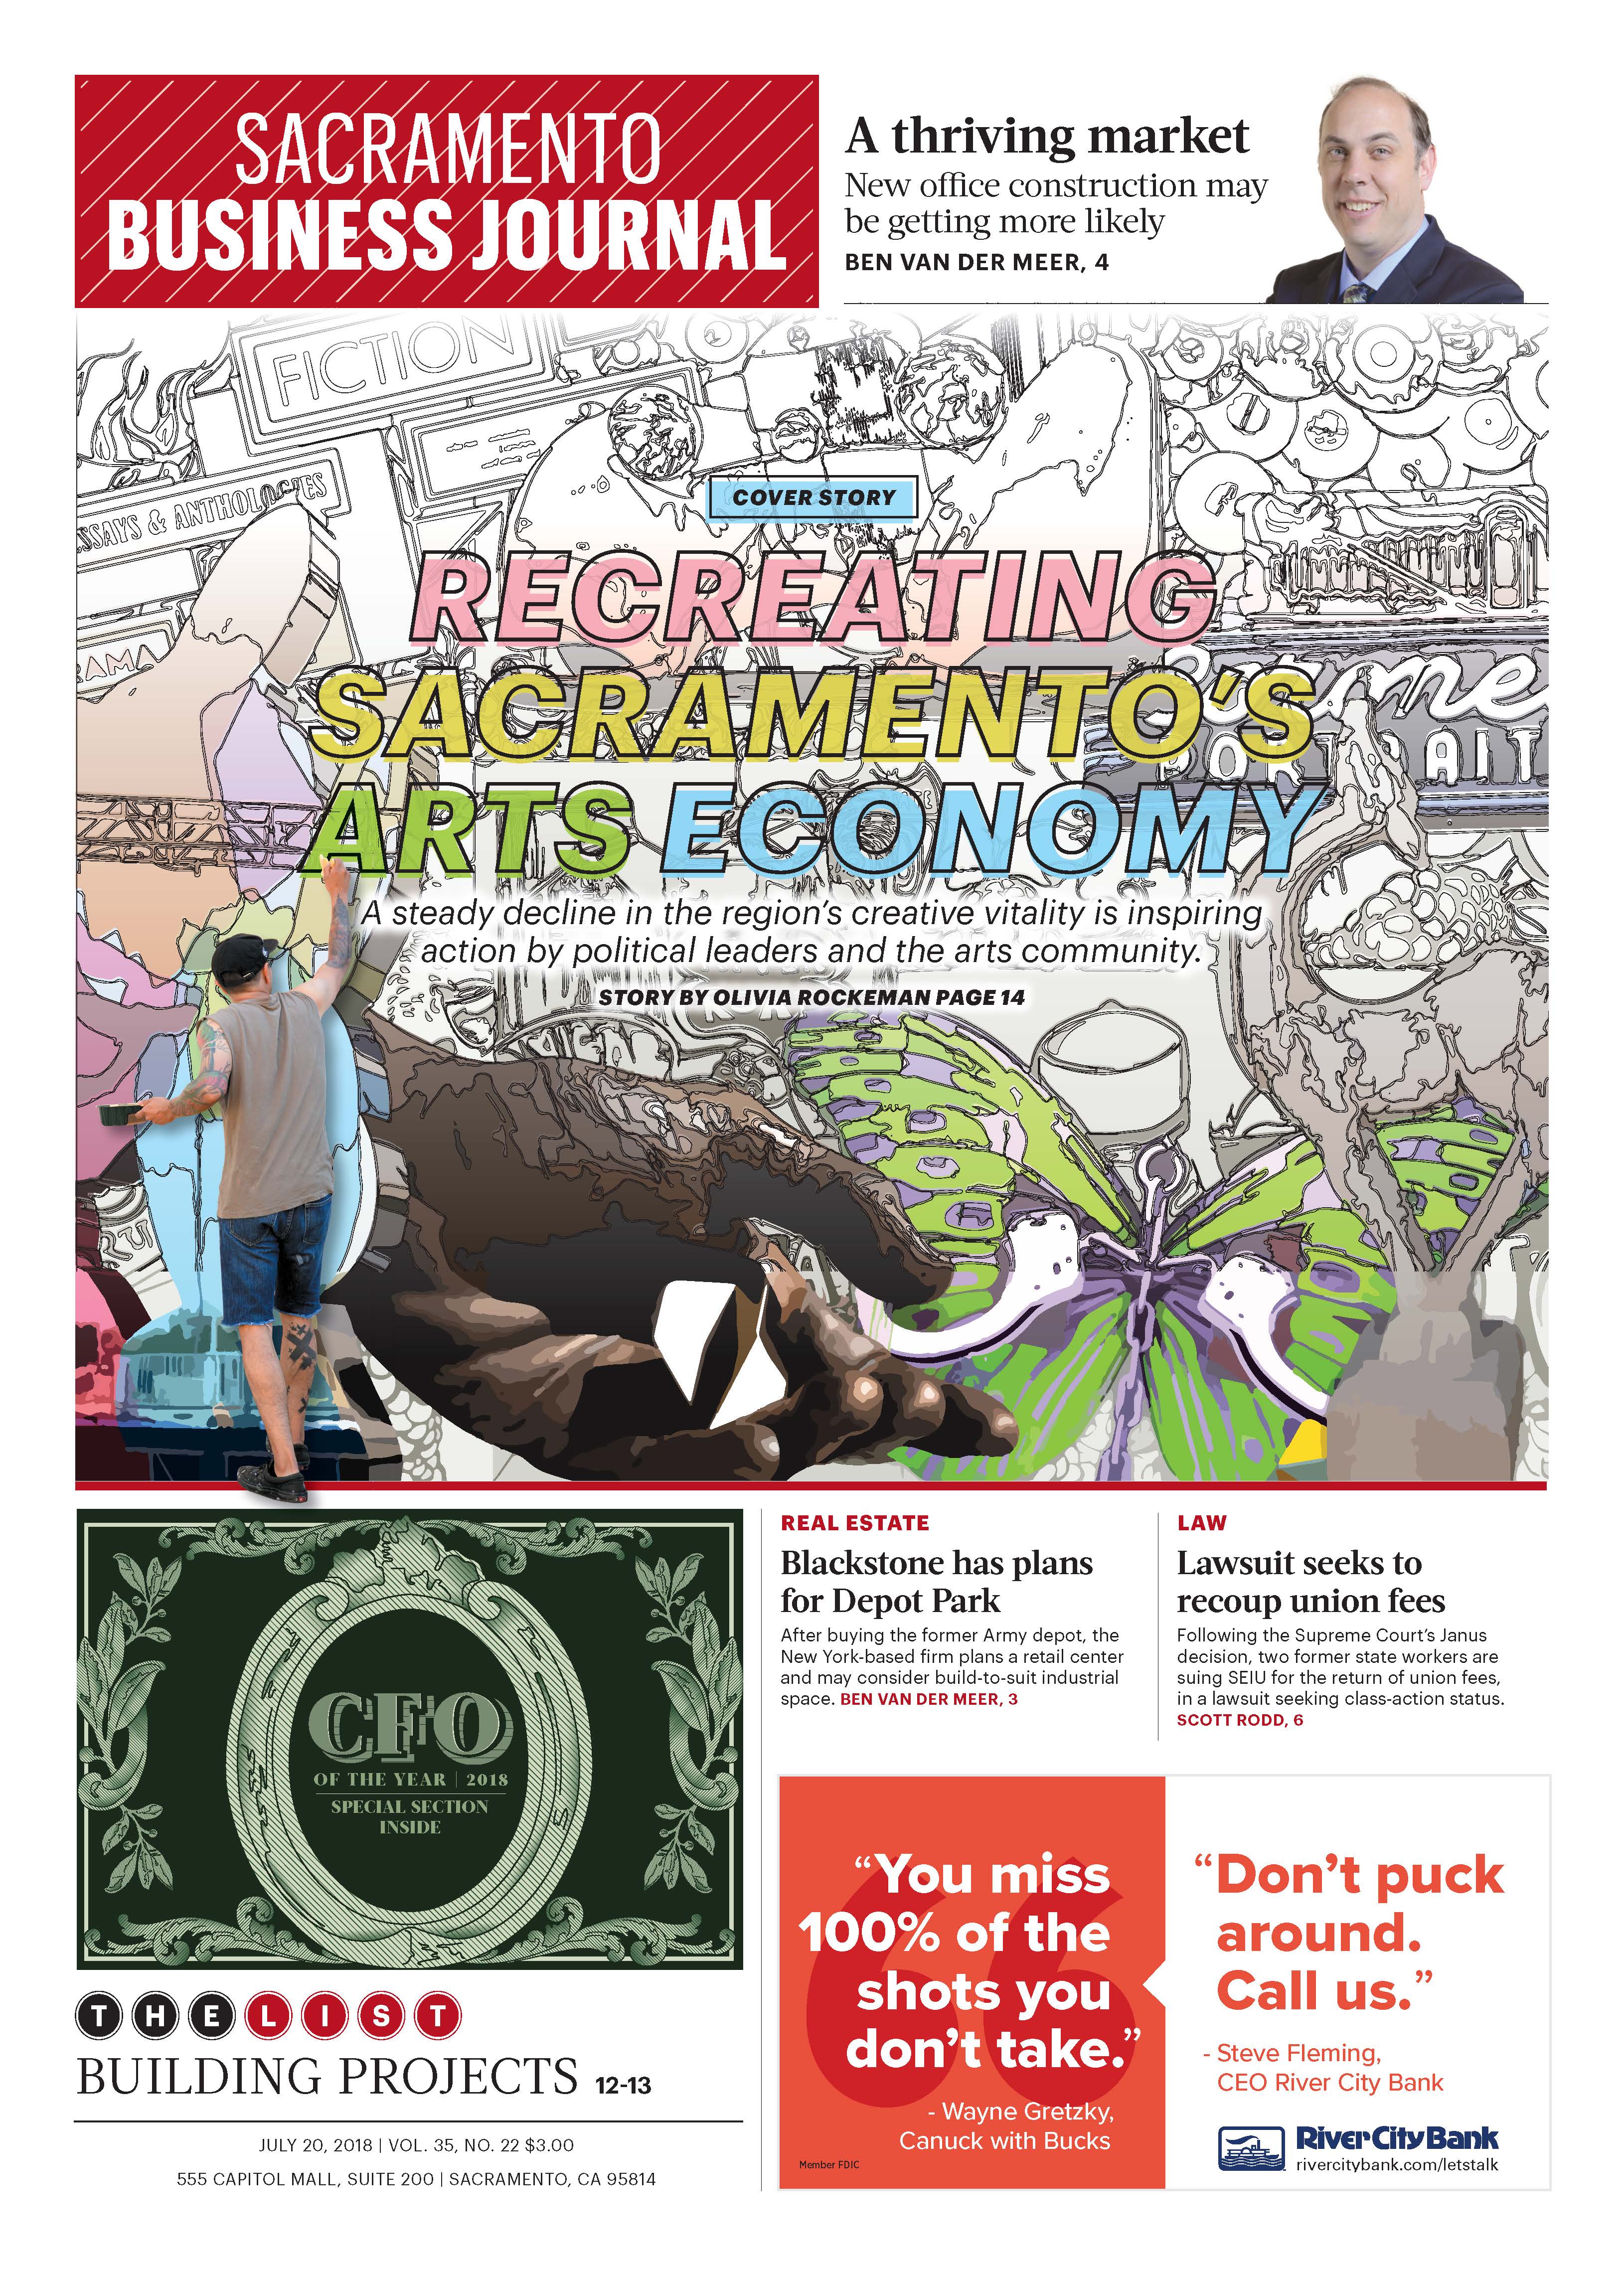 SACRAMENTO
BUSINESS JOURNAL
A thriving market
New office construction may
be getting more likely
BEN VAN DER MEER, 4
FICTION
ESSAYS & ANTHOLOGIES
COVER STORY
RECREATING
SACRAMENTO'S
ARTS ECONOMY
A steady decline in the region's creative vitality is inspiring
action by political leaders and the arts community.
STORY BY OLIVIA ROCKEMAN PAGE 14
CFO
OF THE YEAR | 2018
SPECIAL SECTION
INSIDE
THE LIST
BUILDING PROJECTS 12-13
JULY 20, 2018 | VOL. 35, NO. 22 $3.00
555 CAPITOL MALL, SUITE 200 | SACRAMENTO, CA 95814
REAL ESTATE
Blackstone has plans
for Depot Park
After buying the former Army depot, the
New York-based firm plans a retail center
and may consider build-to-suit industrial
space. BEN VAN DER MEER, 3
LAW
Lawsuit seeks to
recoup union fees
Following the Supreme Court's Janus
decision, two former state workers are
suing SEIU for the return of union fees,
in a lawsuit seeking class-action status.
SCOTT RODD, 6
"You miss
100% of the
shots you
don't take."
- Wayne Gretzky,
Canuck with Bucks
Member FDIC
"Don't puck
around.
Call us."
- Steve Fleming,
CEO River City Bank
River City Bank
rivercitybank.com/letstalk